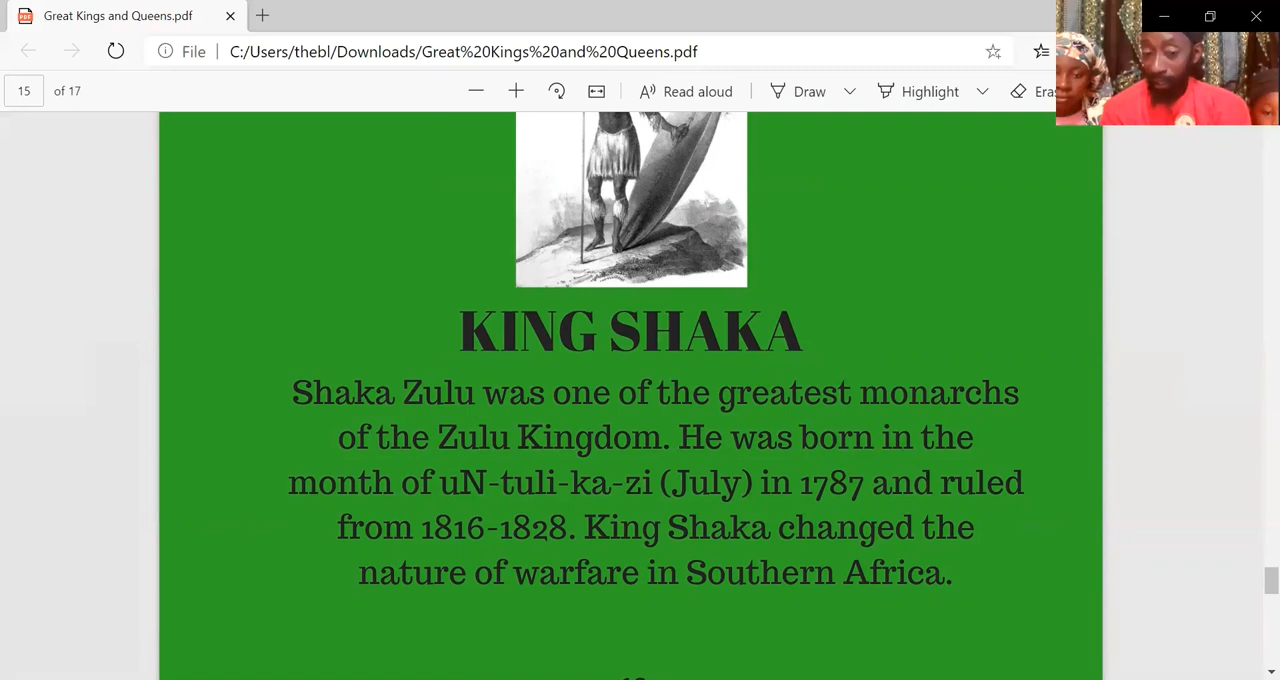 Great Kings and Queens.pdf
File
C:/Users/thebl/Downloads/Great%20Kings%20and%20Queens.pdf
15 of 17
Read aloud
Draw
Highlight
Eras
KING SHAKA
Shaka Zulu was one of the greatest monarchs
of the Zulu Kingdom. He was born in the
month of uN-tuli-ka-zi (July) in 1787 and ruled
from 1816-1828. King Shaka changed the
nature of warfare in Southern Africa.